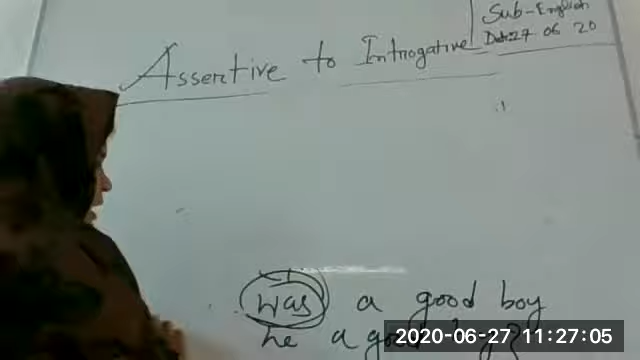 Sub-English
Date 27 06 20
Assertive to Introgative
was a good boy
he a good
2020-06-27 11:27:05